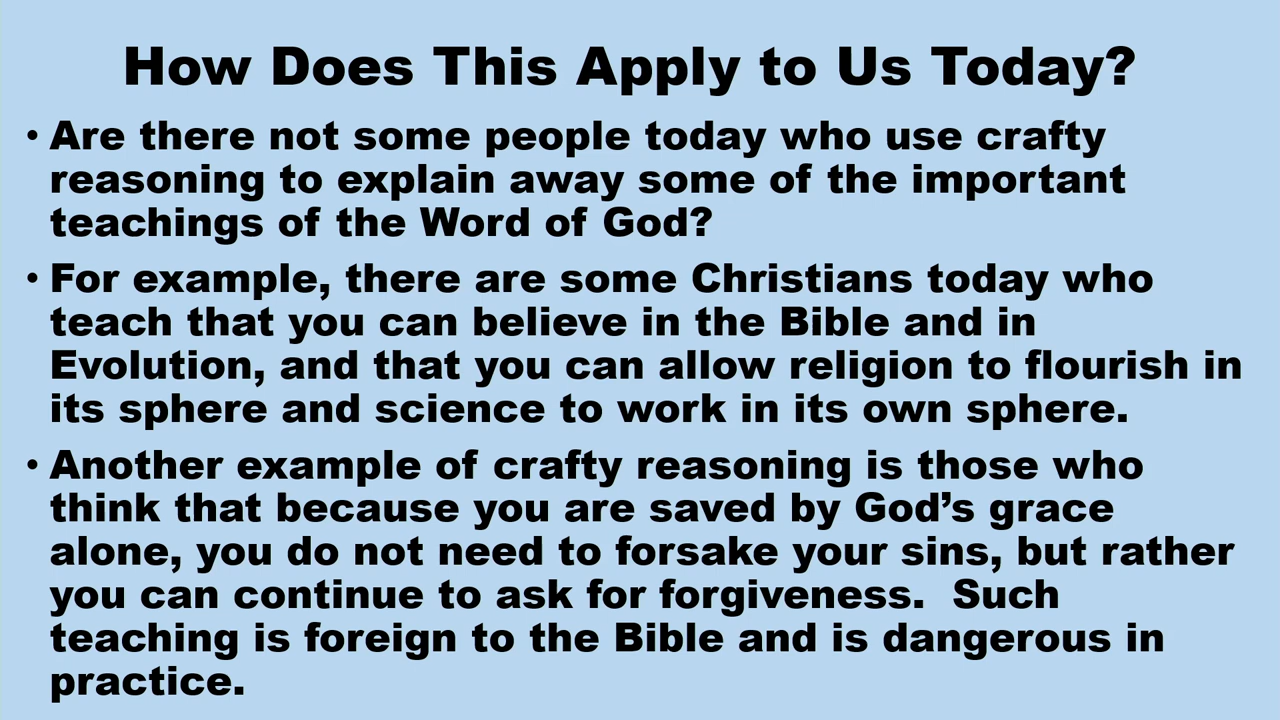 How Does This Apply to Us Today?
• Are there not some people today who use crafty
reasoning to explain away some of the important
teachings of the Word of God?
• For example, there are some Christians today who
teach that you can believe in the Bible and in
Evolution, and that you can allow religion to flourish in
its sphere and science to work in its own sphere.
• Another example of crafty reasoning is those who
think that because you are saved by God’s grace
alone, you do not need to forsake your sins, but rather
you can continue to ask for forgiveness.  Such
teaching is foreign to the Bible and is dangerous in
practice.